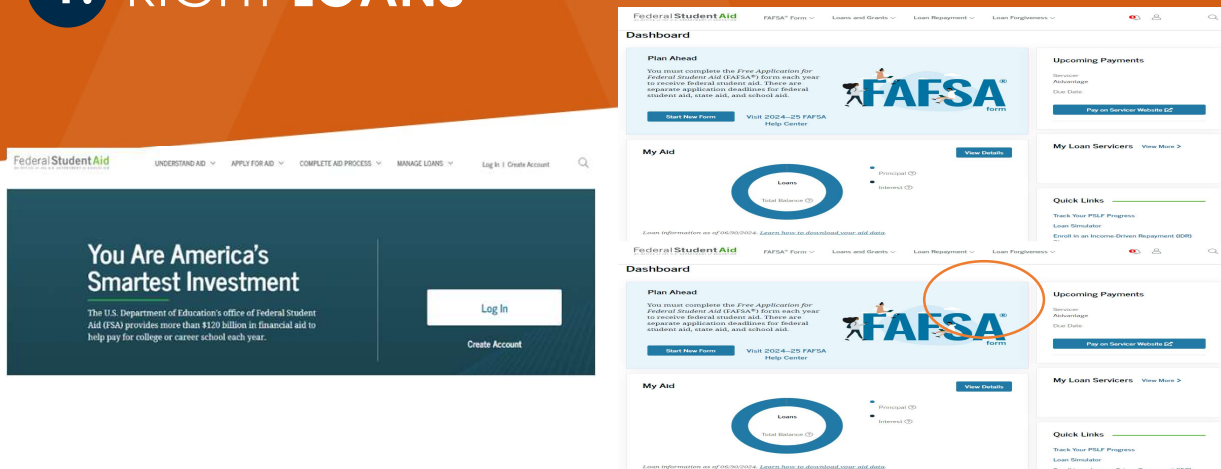 1. RIGHT LOANS
Federal Student Aid
UNDERSTAND AID
APPLY FOR AID
COMPLETE AID PROCESS
MANAGE LOANS
Log In | Create Account
You Are America's
Smartest Investment
The U.S. Department of Education's office of Federal Student
Aid (FSA) provides more than $120 billion in financial aid to
help pay for college or career school each year.
Log In
Create Account
Federal Student Aid
FAFSA® Form
Loans and Grants
Loan Repayment
Loan Forgiveness
Dashboard
Plan Ahead
You must complete the Free Application for
Federal Student Aid (FAFSA®) form each year
to receive federal student aid. There are
separate application deadlines for federal
student aid, state aid, and school aid.
Start New Form
Visit 2024–25 FAFSA
Help Center
FAFSA®
form
Upcoming Payments
Servicer
Aidvantage
Due Date
Pay on Servicer Website
My Aid
View Details
Loans
Total Balance
Principal
Interest
Loan information as of 06/30/2024. Learn how to download your aid data.
My Loan Servicers View More >
Quick Links
Track Your PSLF Progress
Loan Simulator
Enroll in an Income-Driven Repayment (IDR)
Federal Student Aid
FAFSA® Form
Loans and Grants
Loan Repayment
Loan Forgiveness
Dashboard
Plan Ahead
You must complete the Free Application for
Federal Student Aid (FAFSA®) form each year
to receive federal student aid. There are
separate application deadlines for federal
student aid, state aid, and school aid.
Start New Form
Visit 2024–25 FAFSA
Help Center
FAFSA®
form
Upcoming Payments
Servicer
Aidvantage
Due Date
Pay on Servicer Website
My Aid
View Details
Loans
Total Balance
Principal
Interest
Loan information as of 06/30/2024. Learn how to download your aid data.
My Loan Servicers View More >
Quick Links
Track Your PSLF Progress
Loan Simulator